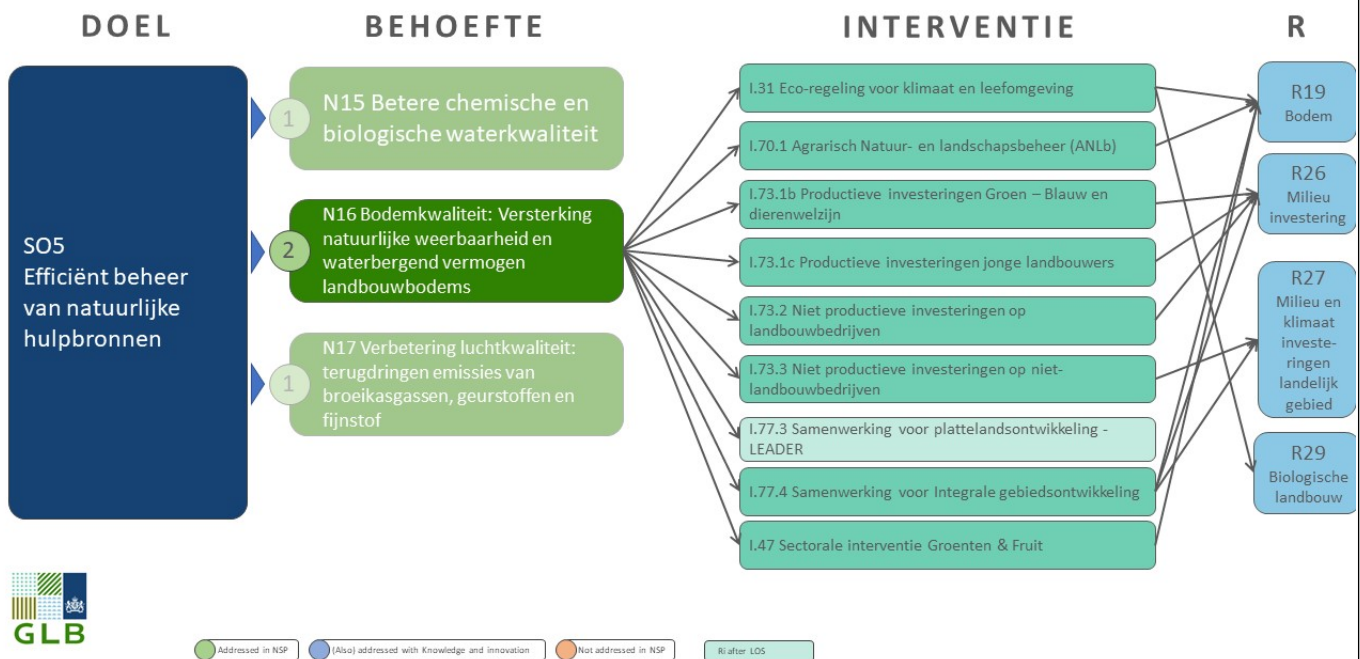 DOEL
BEHOEFTE
INTERVENTIE
R
SO5
Efficiënt beheer
van natuurlijke
hulpbronnen
1
N15 Betere chemische en
biologische waterkwaliteit
2
N16 Bodemkwaliteit: Versterking
natuurlijke weerbaarheid en
waterbergend vermogen
landbouwbodems
1
N17 Verbetering luchtkwaliteit:
terugdringen emissies van
broeikasgassen, geurstoffen en
fijnstof
I.31 Eco-regeling voor klimaat en leefomgeving
I.70.1 Agrarisch Natuur- en landschapsbeheer (ANLb)
I.73.1b Productieve investeringen Groen – Blauw en
dierenwelzijn
I.73.1c Productieve investeringen jonge landbouwers
I.73.2 Niet productieve investeringen op
landbouwbedrijven
I.73.3 Niet productieve investeringen op niet-
landbouwbedrijven
I.77.3 Samenwerking voor plattelandsontwikkeling -
LEADER
I.77.4 Samenwerking voor Integrale gebiedsontwikkeling
I.47 Sectorale interventie Groenten & Fruit
R19
Bodem
R26
Milieu
investering
R27
Milieu en
klimaat
investe-
ringen
landelijk
gebied
R29
Biologische
landbouw
GLB
Addressed in NSP
(Also) addressed with Knowledge and innovation
Not addressed in NSP
Ri after LOS